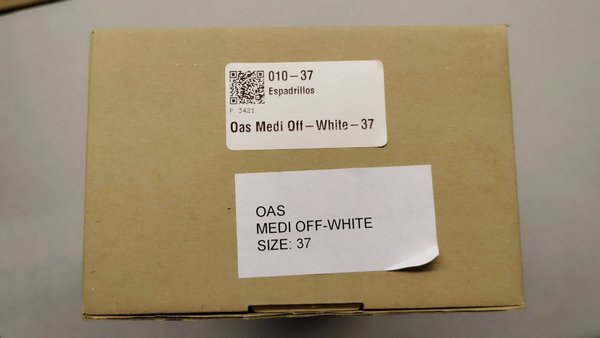 010-37
Espadrillos
P 3421
Oas Medi Off-White-37
OAS
MEDI OFF-WHITE
SIZE: 37